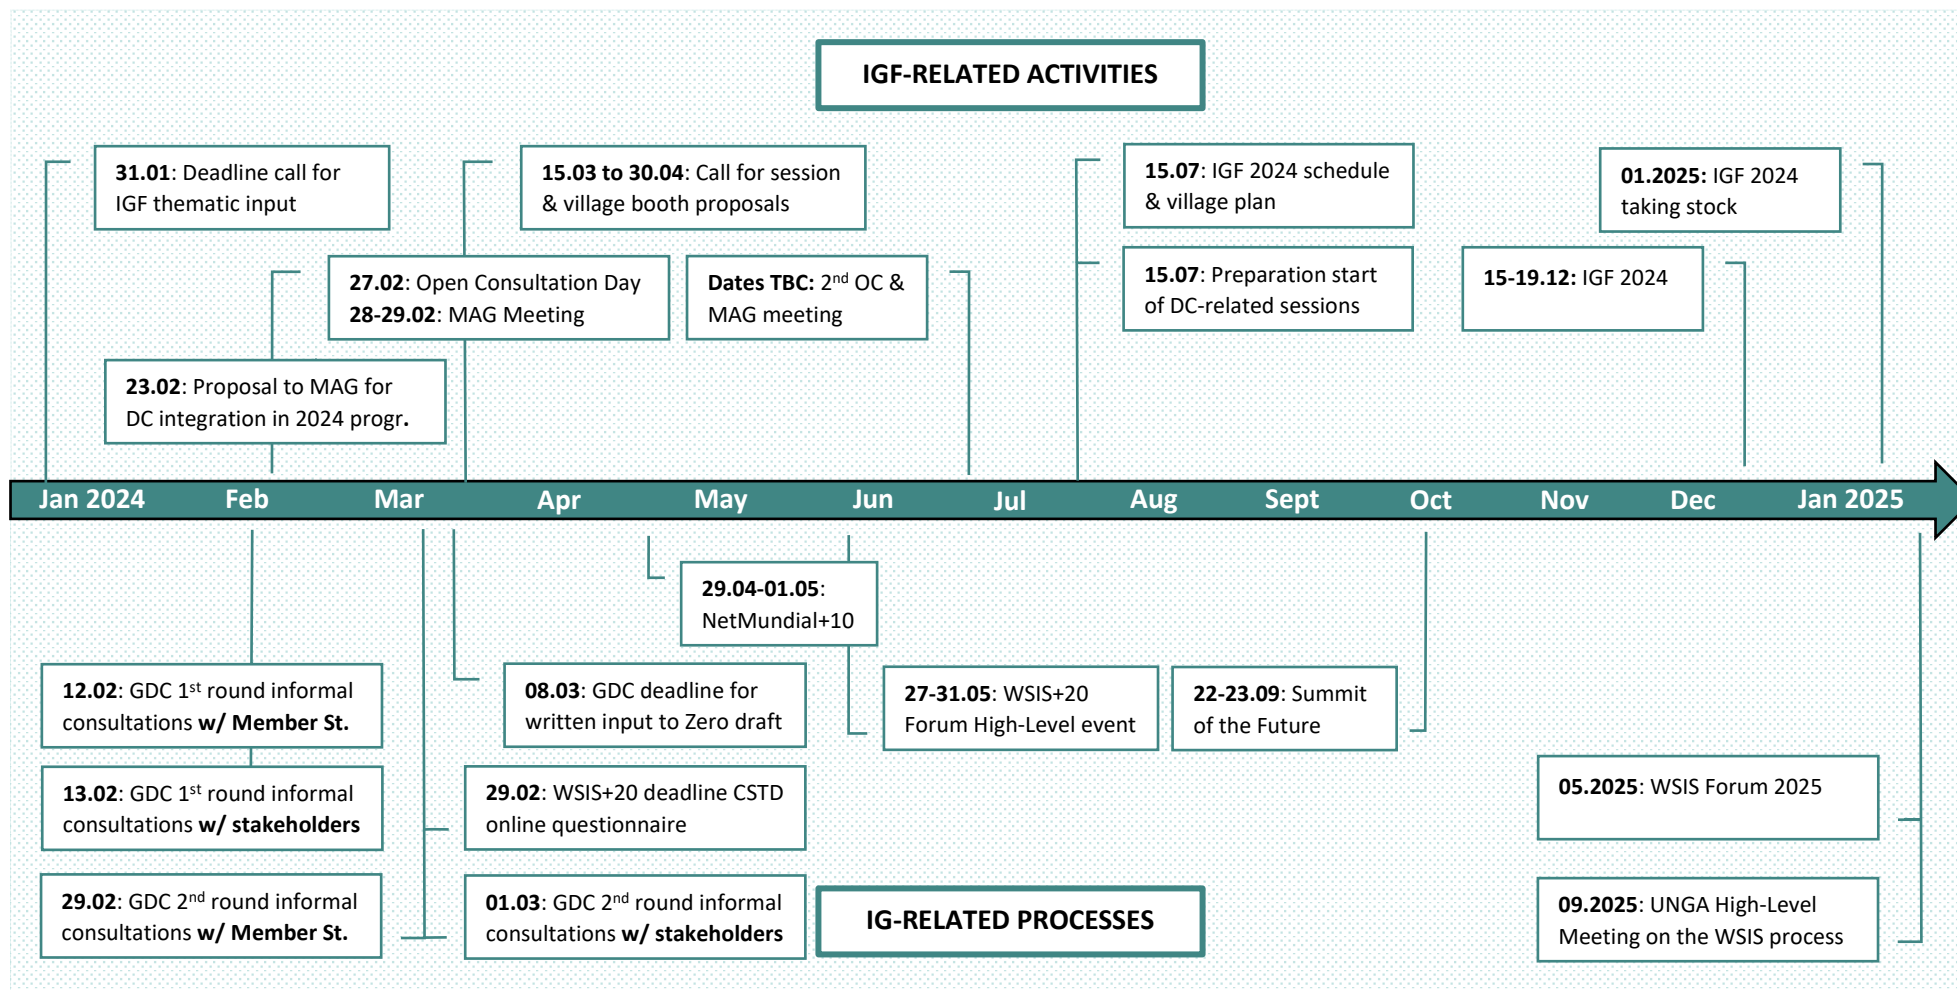 IGF-RELATED ACTIVITIES
31.01: Deadline call for
IGF thematic input
15.03 to 30.04: Call for session
& village booth proposals
15.07: IGF 2024 schedule
& village plan
01.2025: IGF 2024
taking stock
27.02: Open Consultation Day
28-29.02: MAG Meeting
Dates TBC: 2nd OC &
MAG meeting
15.07: Preparation start
of DC-related sessions
15-19.12: IGF 2024
23.02: Proposal to MAG for
DC integration in 2024 progr.
Jan 2024 Feb Mar Apr May Jun Jul Aug Sept Oct Nov Dec Jan 2025
29.04-01.05:
NetMundial+10
12.02: GDC 1st round informal
consultations w/ Member St.
08.03: GDC deadline for
written input to Zero draft
27-31.05: WSIS+20
Forum High-Level event
22-23.09: Summit
of the Future
13.02: GDC 1st round informal
consultations w/ stakeholders
29.02: WSIS+20 deadline CSTD
online questionnaire
05.2025: WSIS Forum 2025
29.02: GDC 2nd round informal
consultations w/ Member St.
01.03: GDC 2nd round informal
consultations w/ stakeholders
IG-RELATED PROCESSES
09.2025: UNGA High-Level
Meeting on the WSIS process